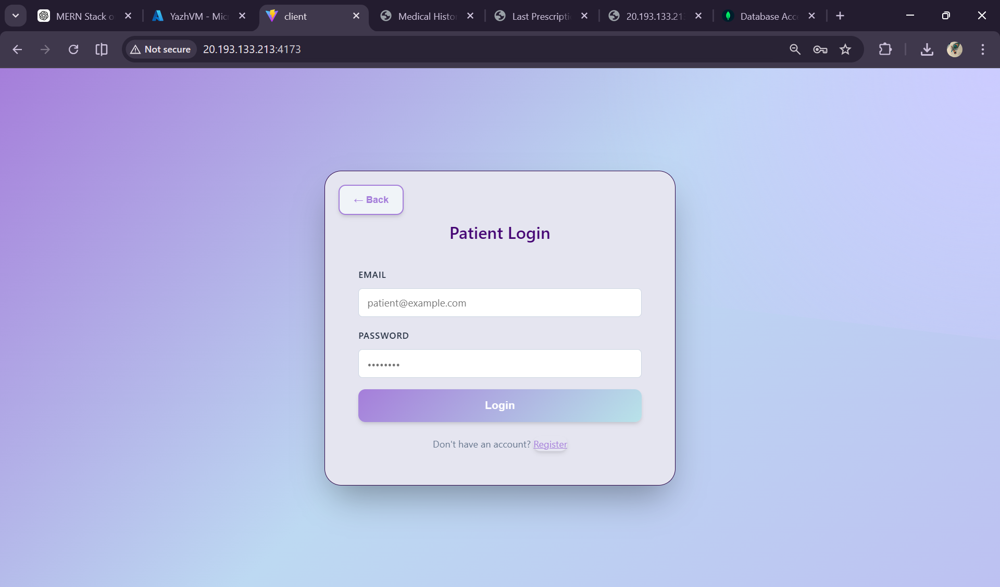 MERN Stack o
YazhVM - Mic
client
Medical Histo
Last Prescripti
20.193.133.21
Database Acc
Not secure
20.193.133.213:4173
← Back
Patient Login
EMAIL
patient@example.com
PASSWORD
••••••••
Login
Don't have an account? Register